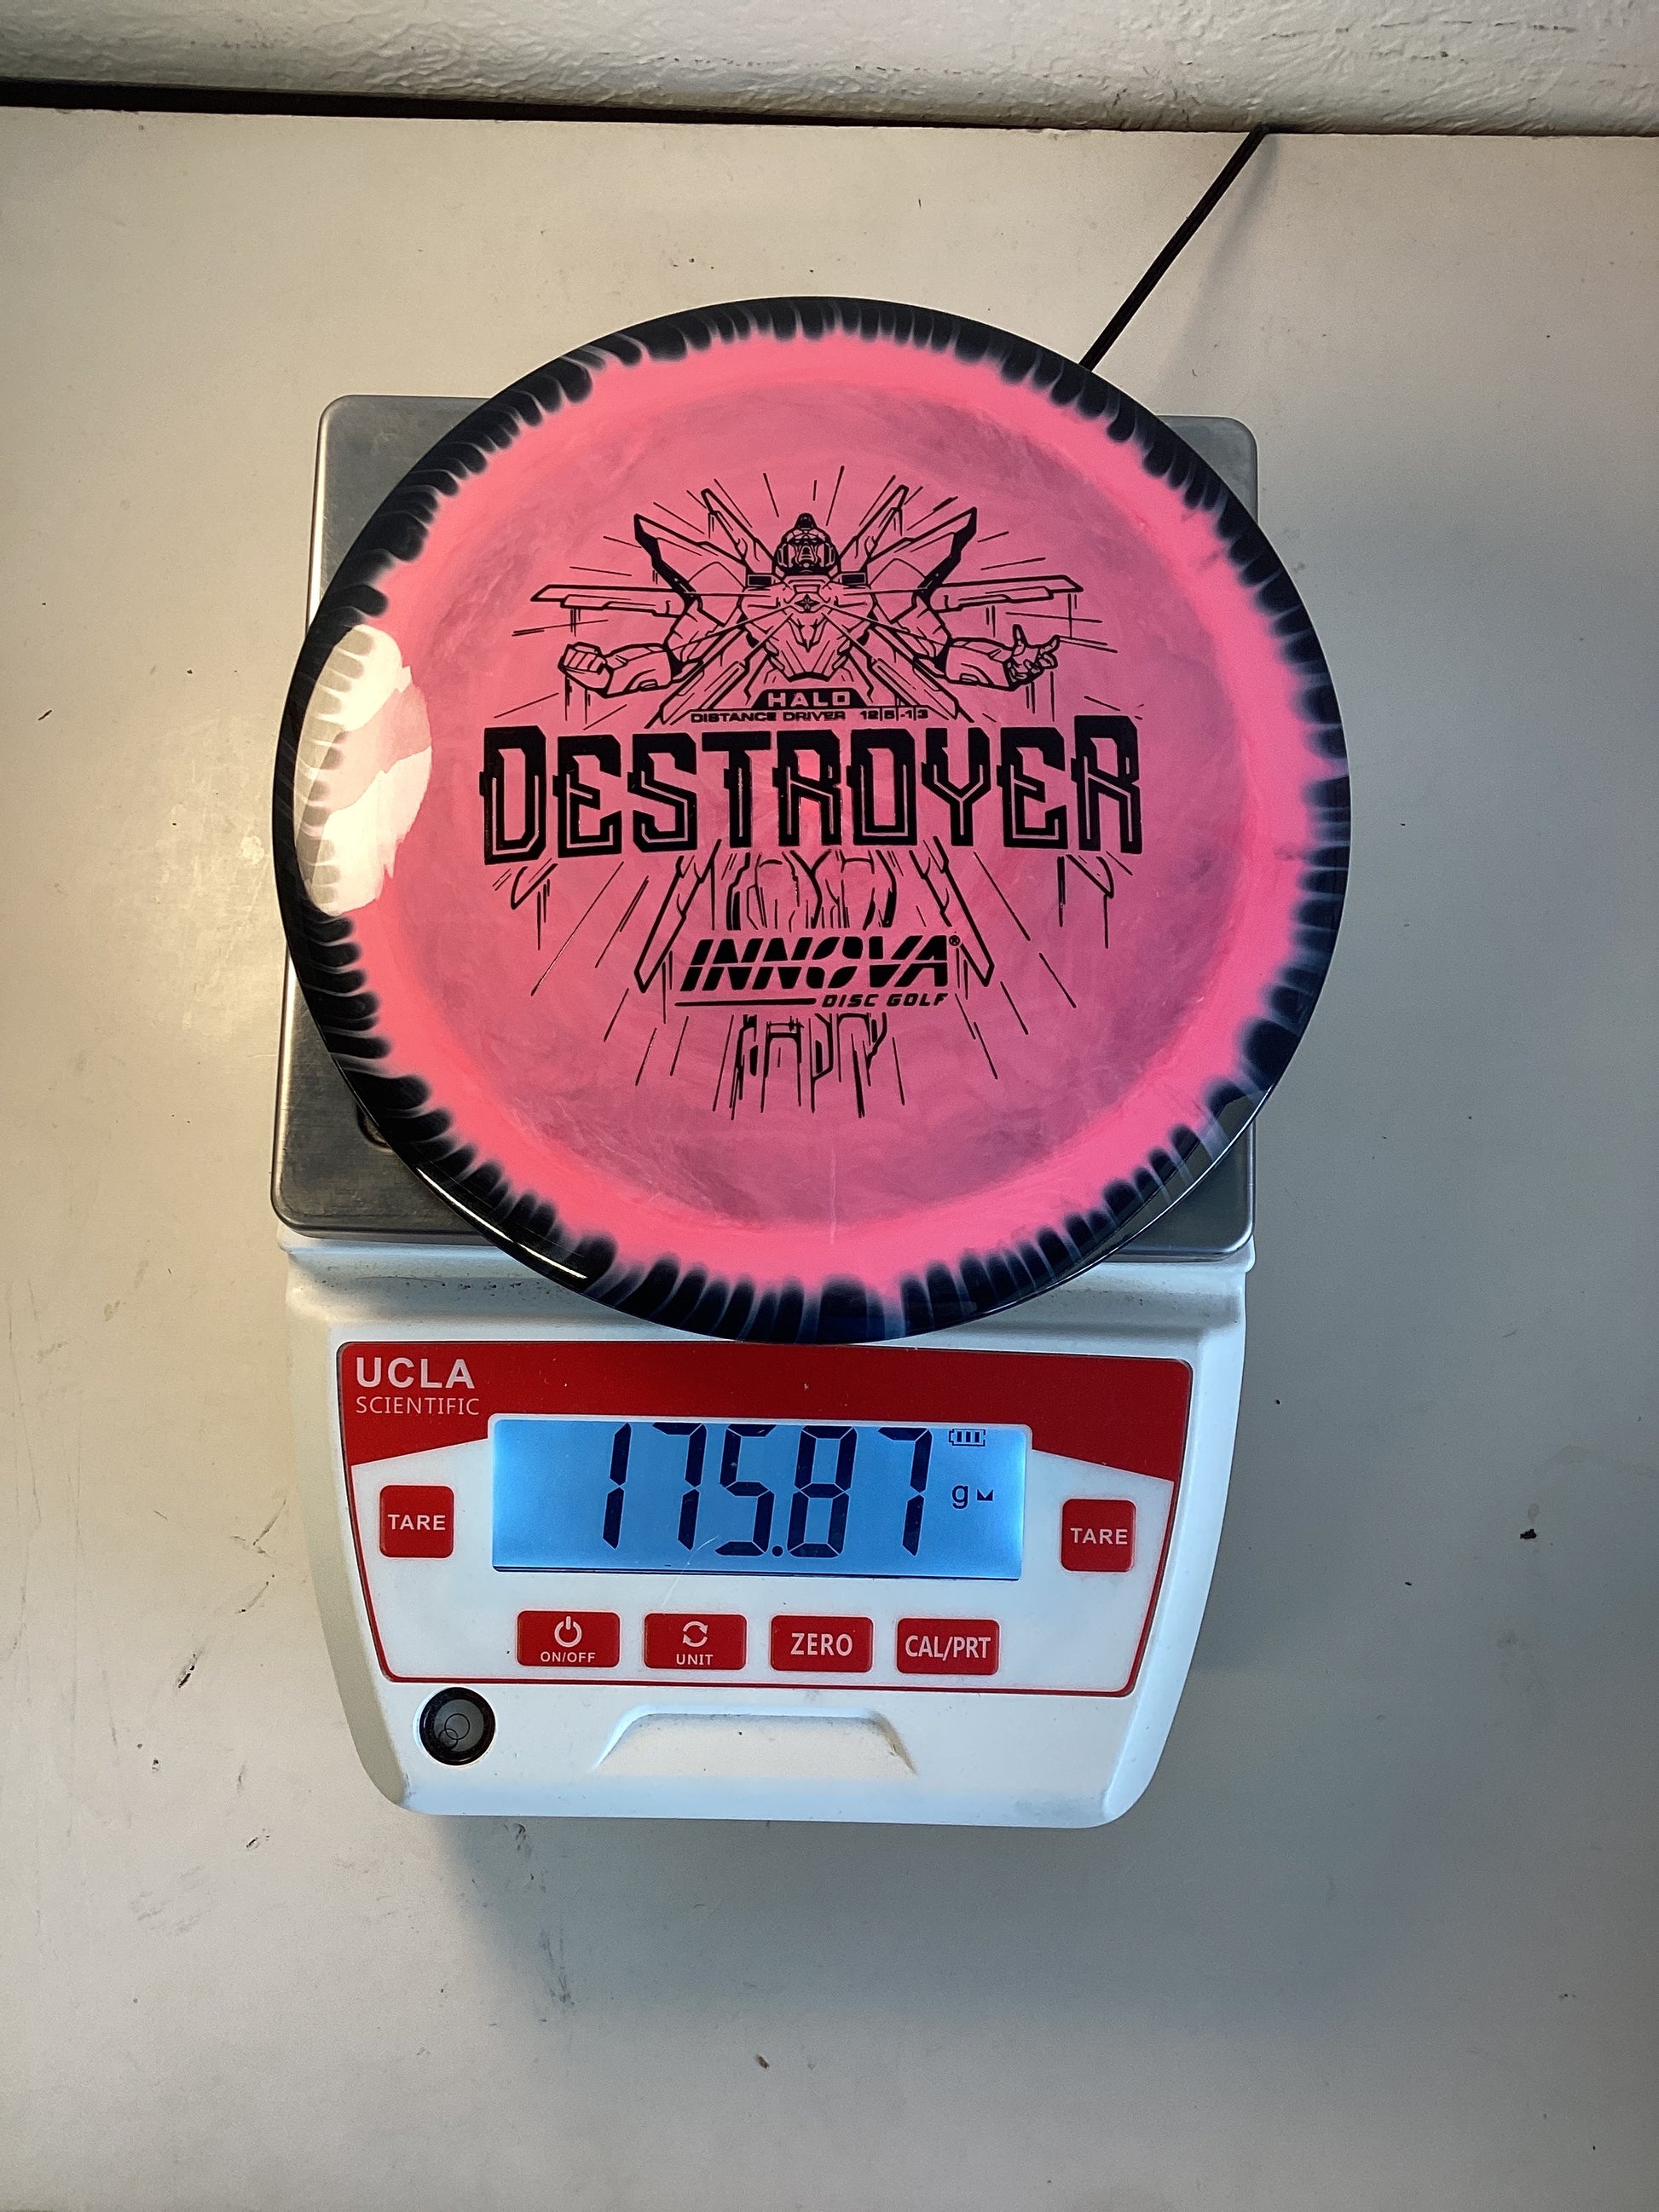 HALO
DISTANCE DRIVER 12|5|-1|3
DESTROYER
INNOVA®
DISC GOLF
UCLA
SCIENTIFIC
175.87 g
TARE
TARE
ON/OFF
UNIT
ZERO
CAL/PRT